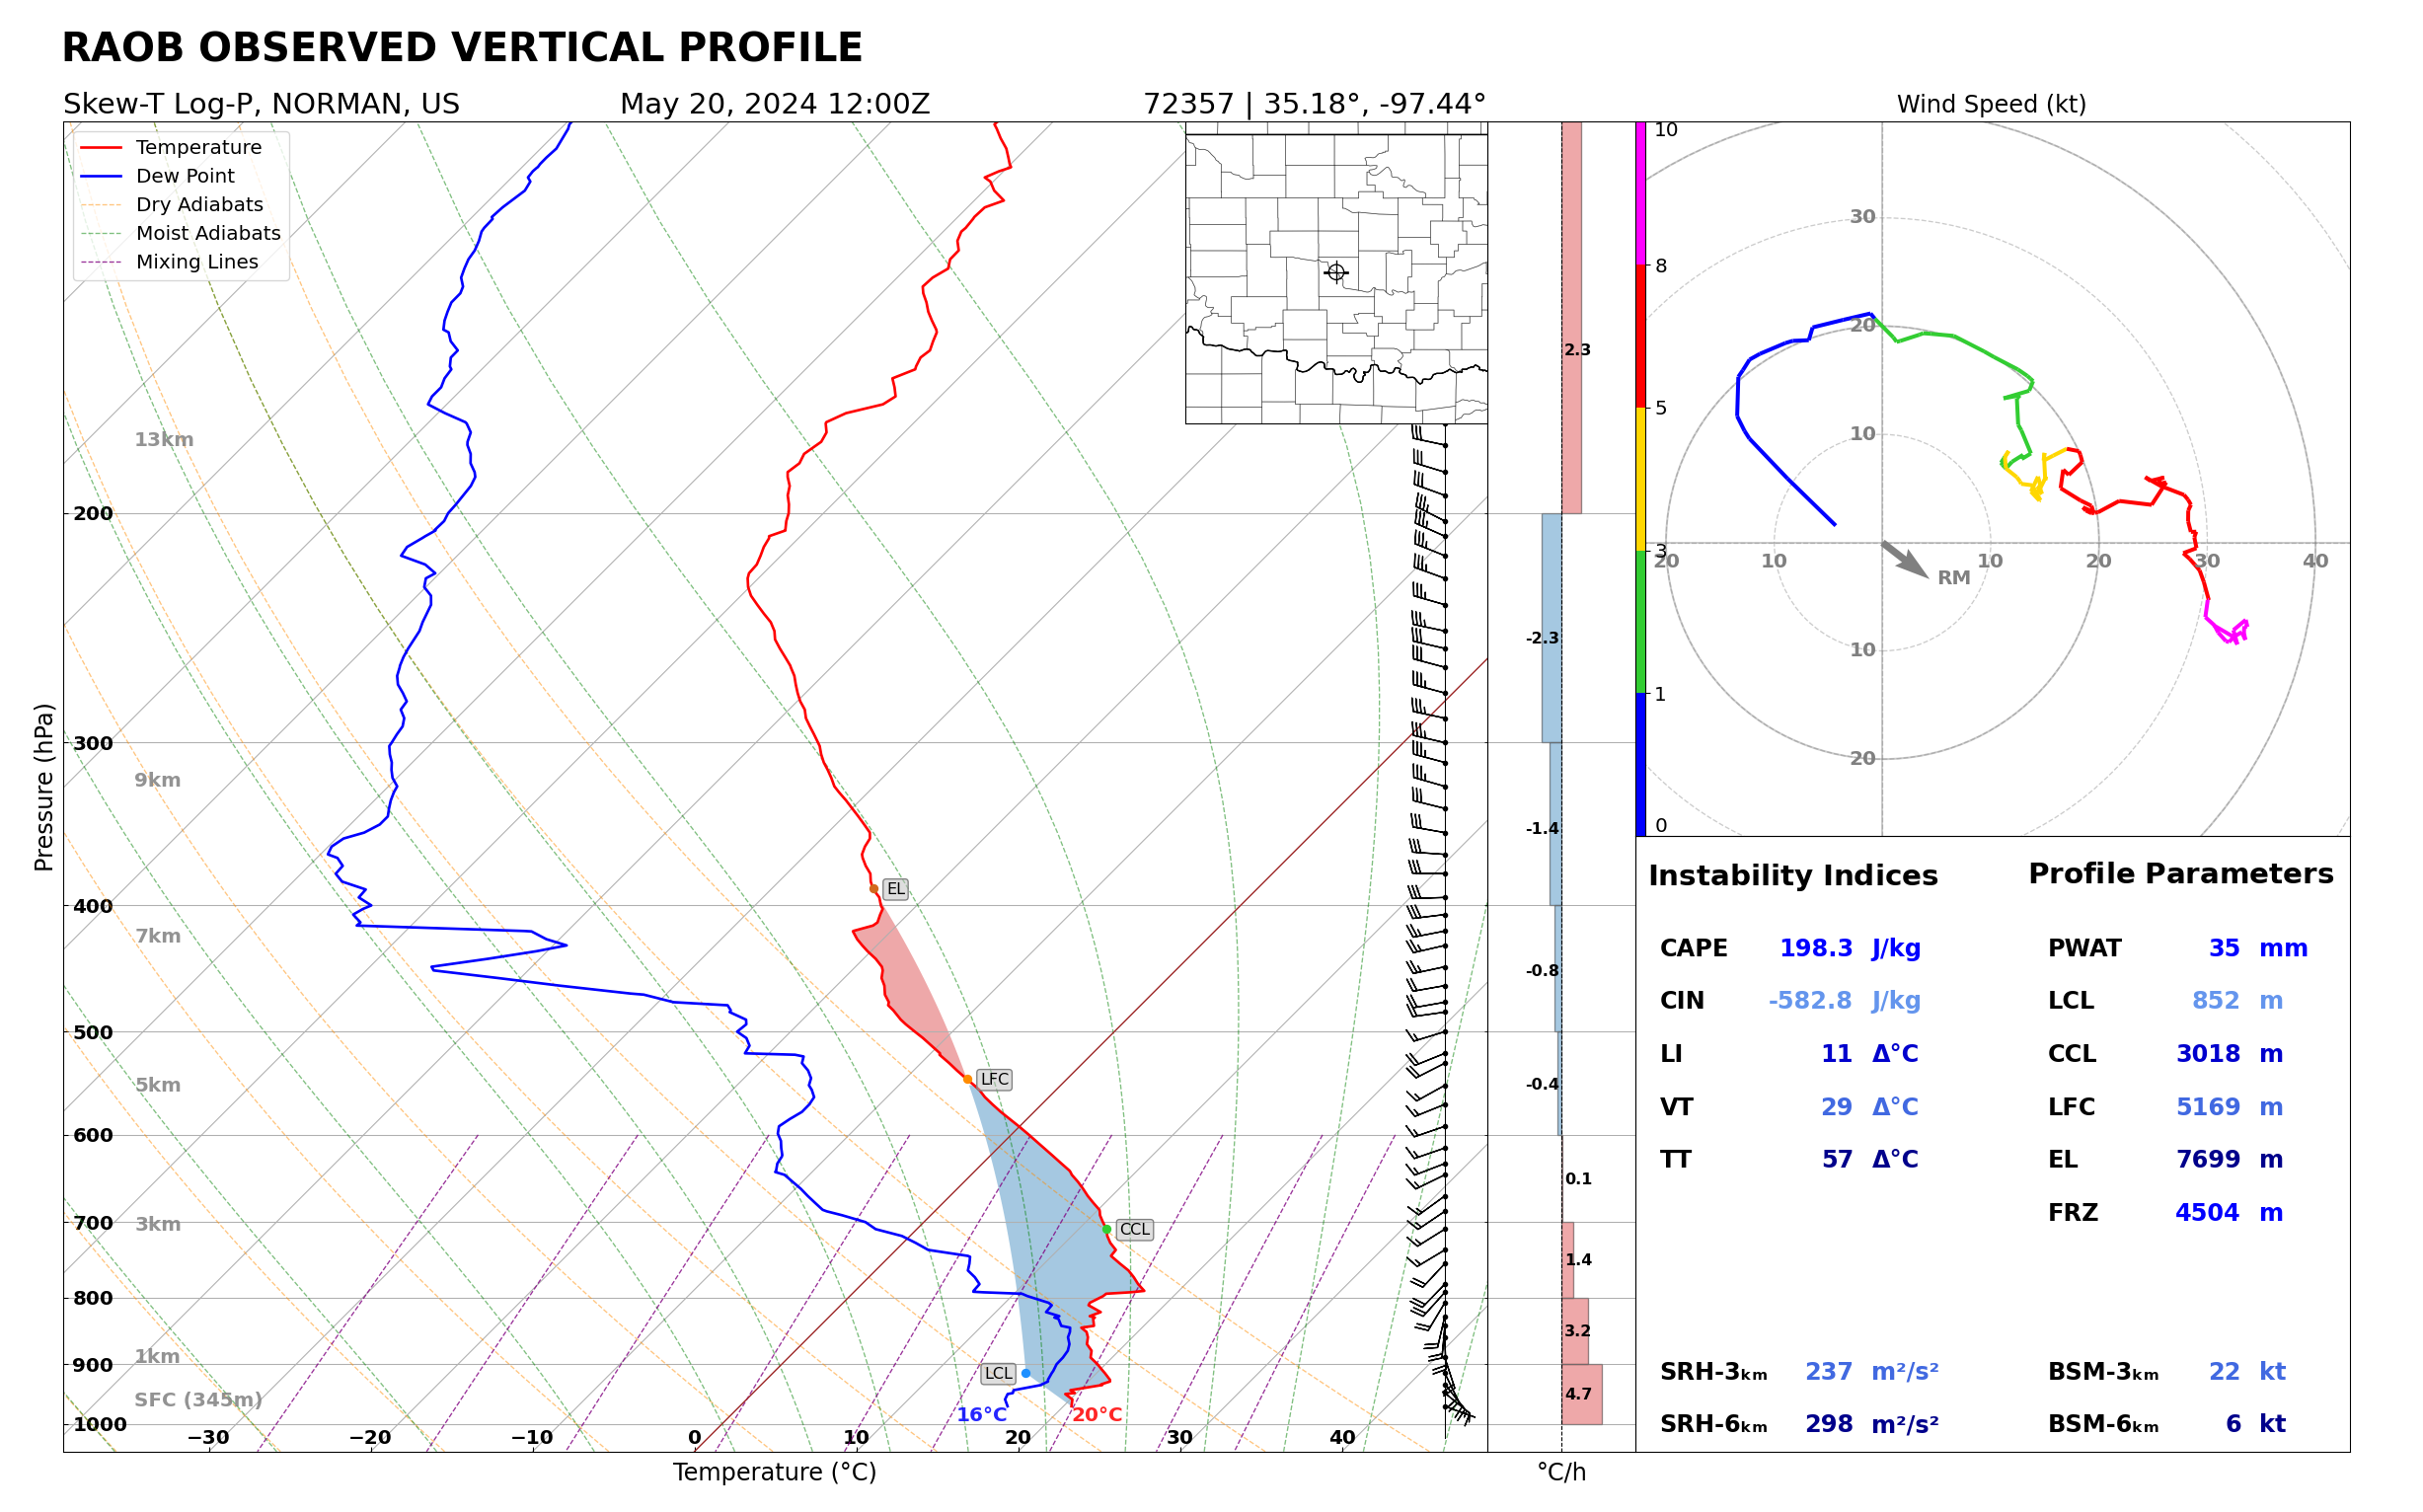 RAOB OBSERVED VERTICAL PROFILE
Skew-T Log-P, NORMAN, US May 20, 2024 12:00Z 72357 | 35.18°, -97.44°
Wind Speed (kt)
Temperature
Dew Point
Dry Adiabats
Moist Adiabats
Mixing Lines
Pressure (hPa)
200
300
400
500
600
700
800
900
1000
13km
9km
7km
5km
3km
1km
SFC (345m)
EL
LFC
CCL
LCL
16°C
20°C
−30 −20 −10 0 10 20 30 40
Temperature (°C)
2.3
-2.3
-1.4
-0.8
-0.4
0.1
1.4
3.2
4.7
°C/h
10
8
5
3
1
0
30
20
10
20 10 10 20 30 40
RM
10
20
Instability Indices
CAPE 198.3 J/kg
CIN -582.8 J/kg
LI 11 Δ°C
VT 29 Δ°C
TT 57 Δ°C
SRH-3km 237 m²/s²
SRH-6km 298 m²/s²
Profile Parameters
PWAT 35 mm
LCL 852 m
CCL 3018 m
LFC 5169 m
EL 7699 m
FRZ 4504 m
BSM-3km 22 kt
BSM-6km 6 kt